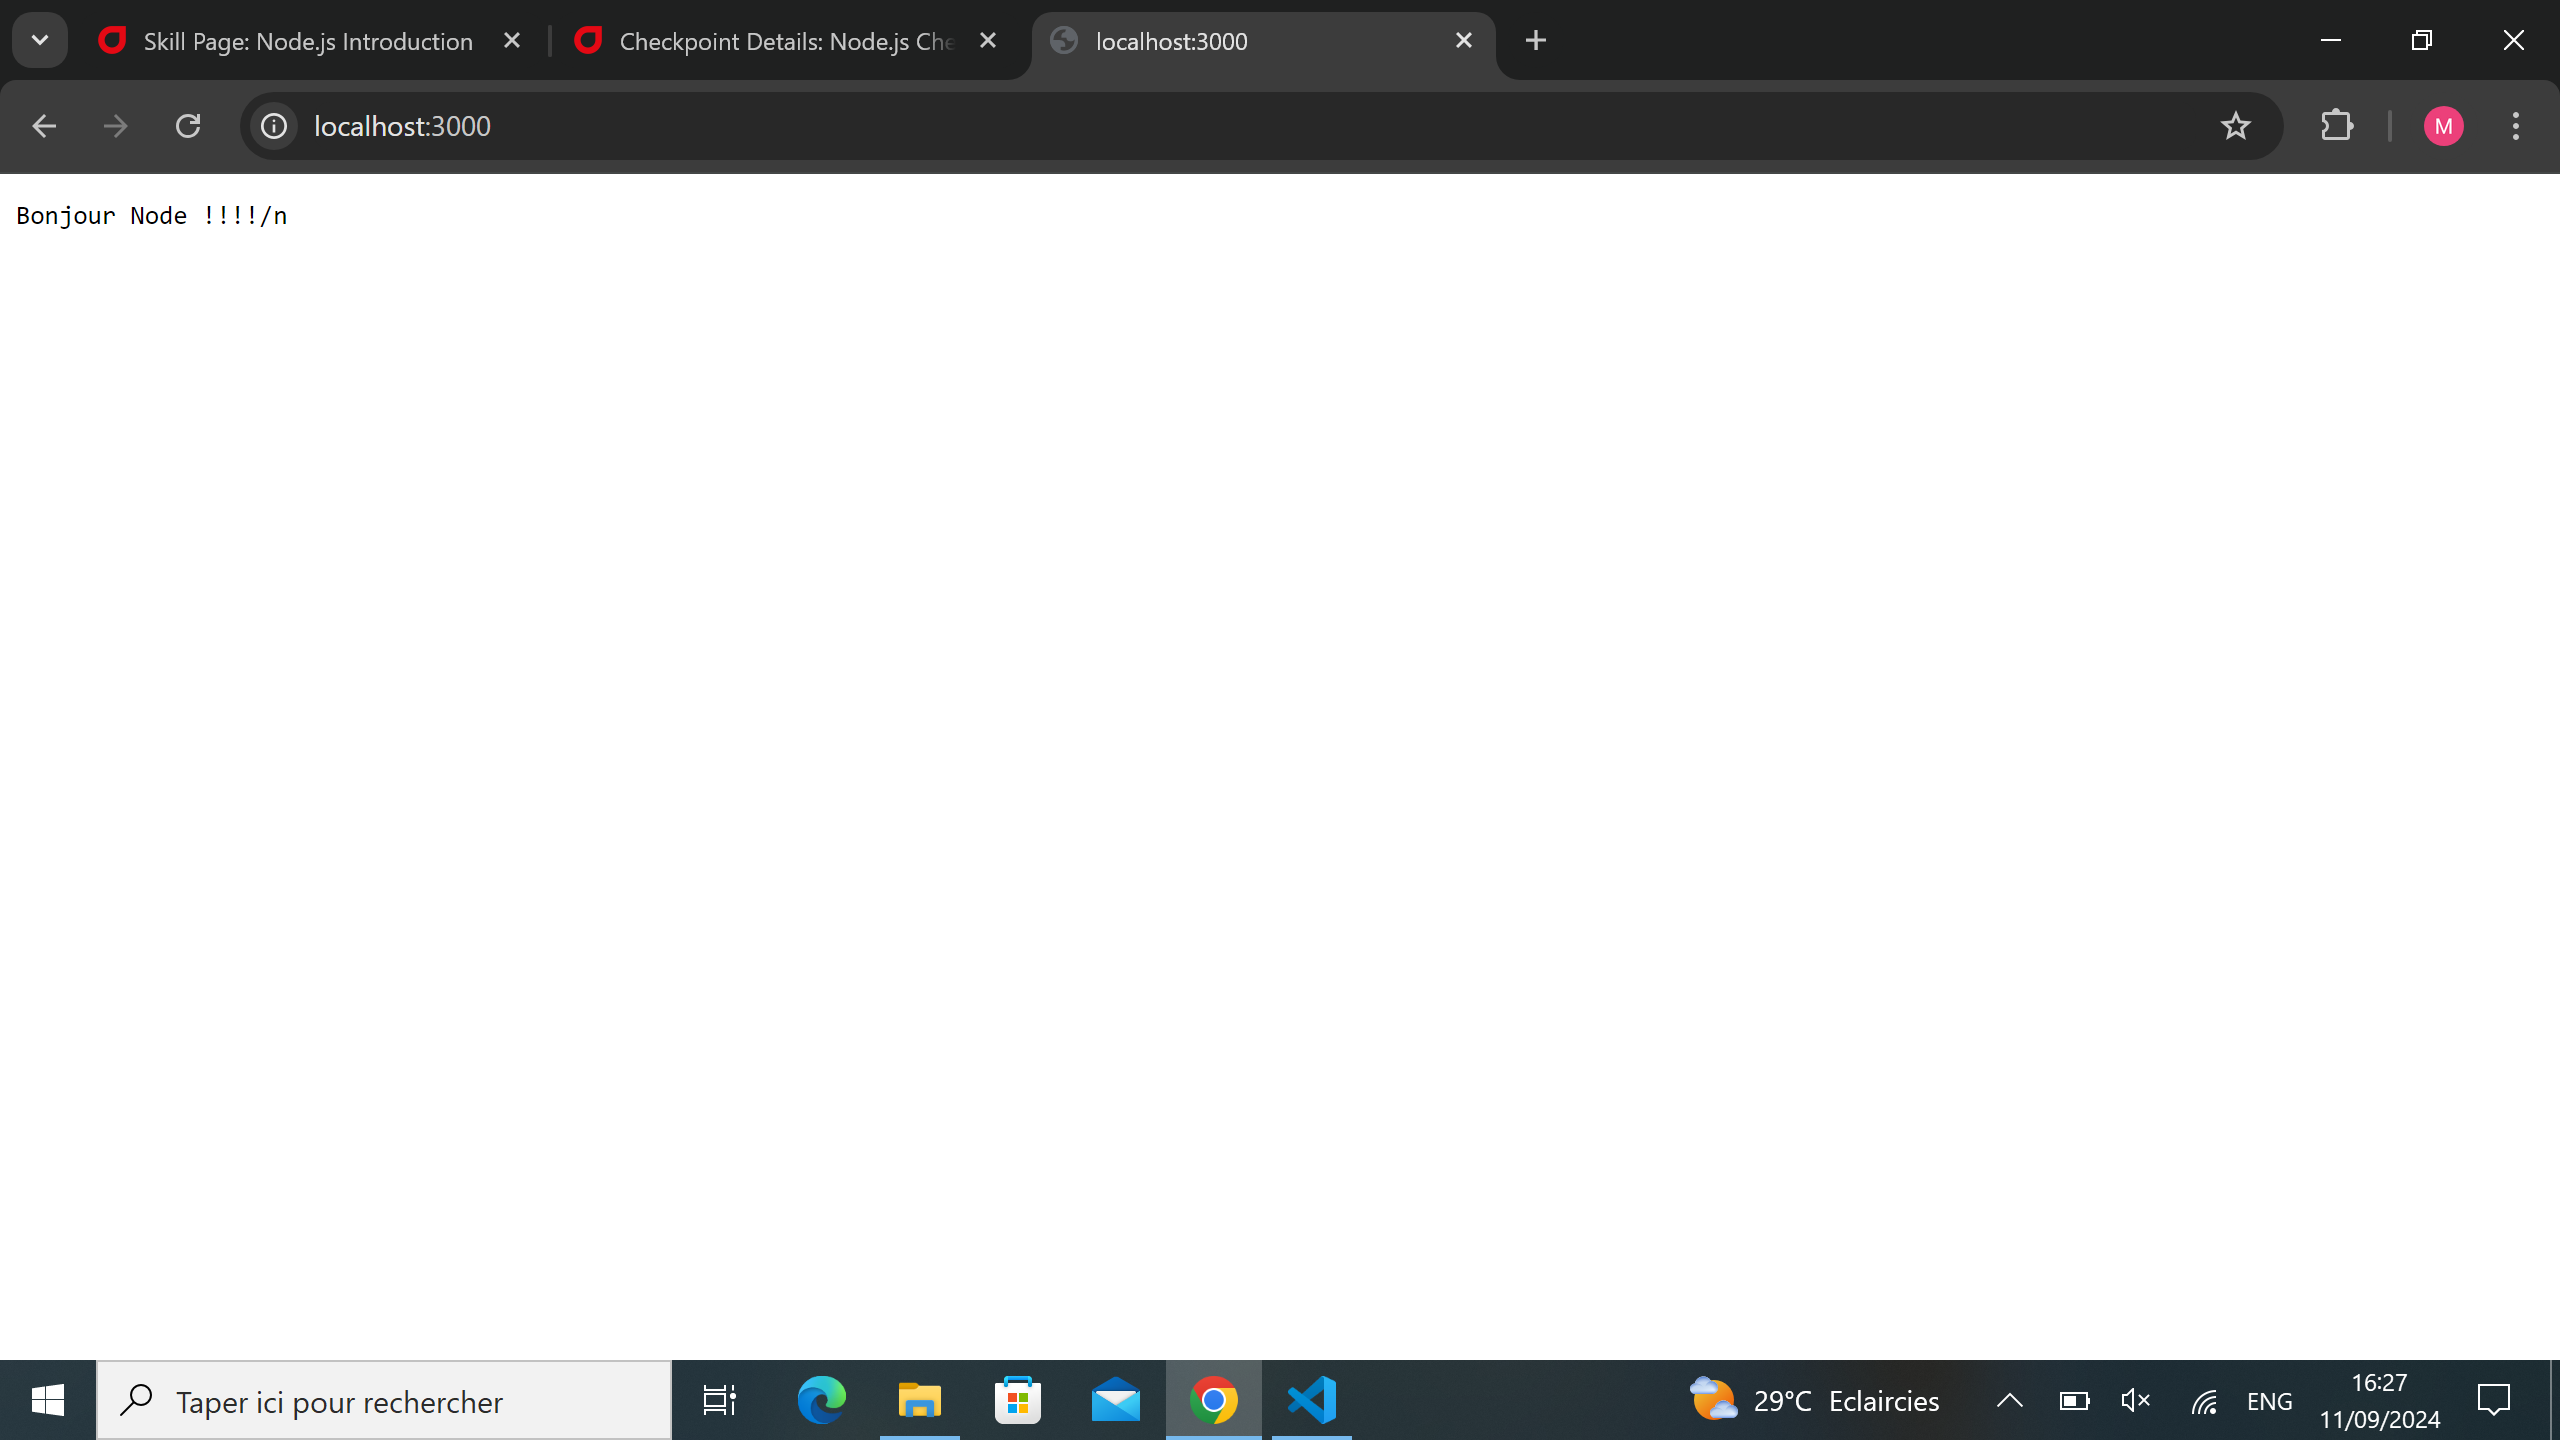 Skill Page: Node.js Introduction
Checkpoint Details: Node.js Che
localhost:3000
localhost:3000
M
Bonjour Node !!!!/n
Taper ici pour rechercher
29°C Eclaircies
ENG
16:27
11/09/2024